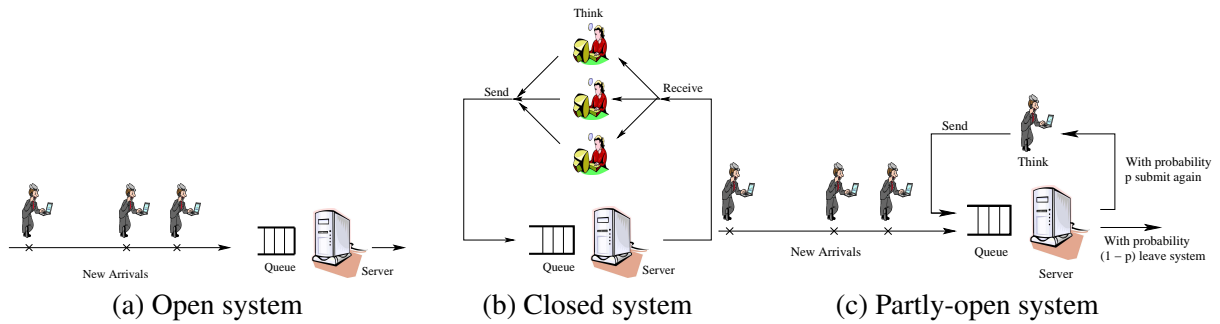 New Arrivals
Queue
Server
(a) Open system
Think
Send
Receive
Queue
Server
(b) Closed system
Send
Think
With probability
p submit again
New Arrivals
Queue
Server
With probability
(1 – p) leave system
(c) Partly-open system